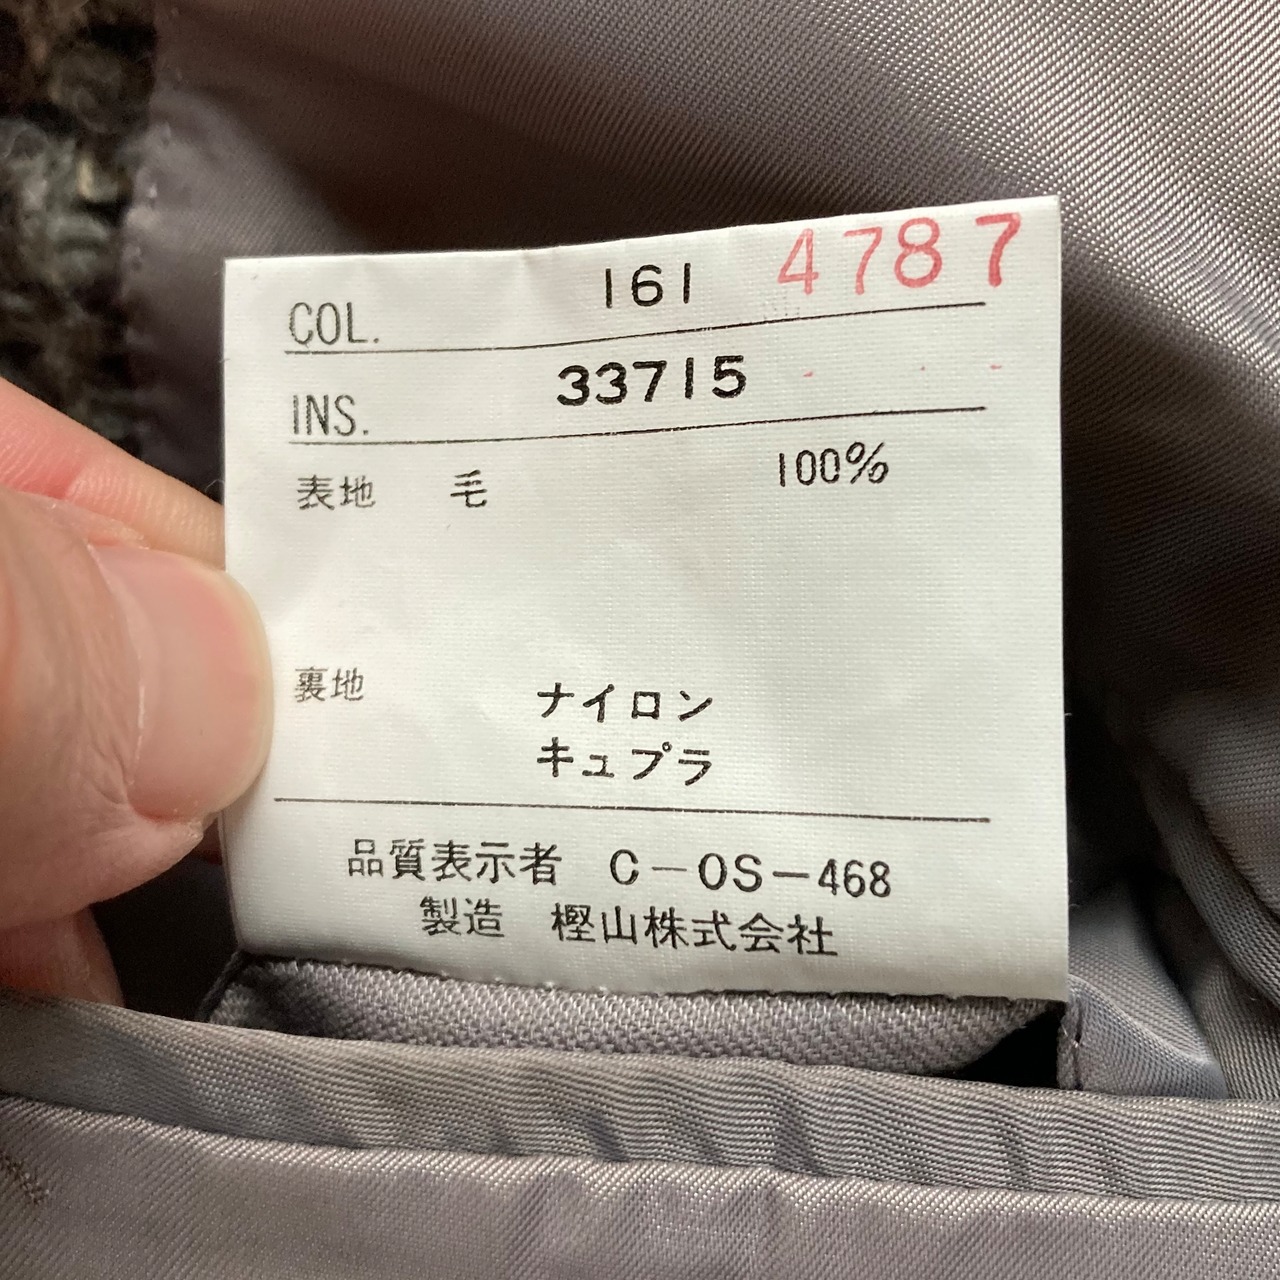 COL. 161 4787
INS. 33715
表地 毛 100%
裏地 ナイロン
キュプラ
品質表示者 C-OS-468
製造 樫山株式会社